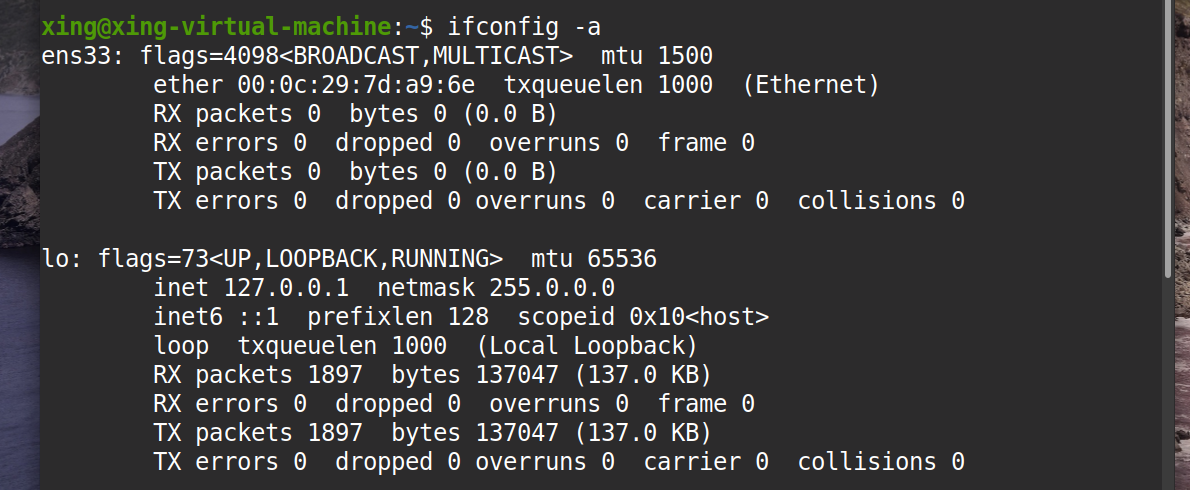 xing@xing-virtual-machine:~$ ifconfig -a
ens33: flags=4098<BROADCAST,MULTICAST>  mtu 1500
        ether 00:0c:29:7d:a9:6e  txqueuelen 1000  (Ethernet)
        RX packets 0  bytes 0 (0.0 B)
        RX errors 0  dropped 0  overruns 0  frame 0
        TX packets 0  bytes 0 (0.0 B)
        TX errors 0  dropped 0 overruns 0  carrier 0  collisions 0

lo: flags=73<UP,LOOPBACK,RUNNING>  mtu 65536
        inet 127.0.0.1  netmask 255.0.0.0
        inet6 ::1  prefixlen 128  scopeid 0x10<host>
        loop  txqueuelen 1000  (Local Loopback)
        RX packets 1897  bytes 137047 (137.0 KB)
        RX errors 0  dropped 0  overruns 0  frame 0
        TX packets 1897  bytes 137047 (137.0 KB)
        TX errors 0  dropped 0 overruns 0  carrier 0  collisions 0